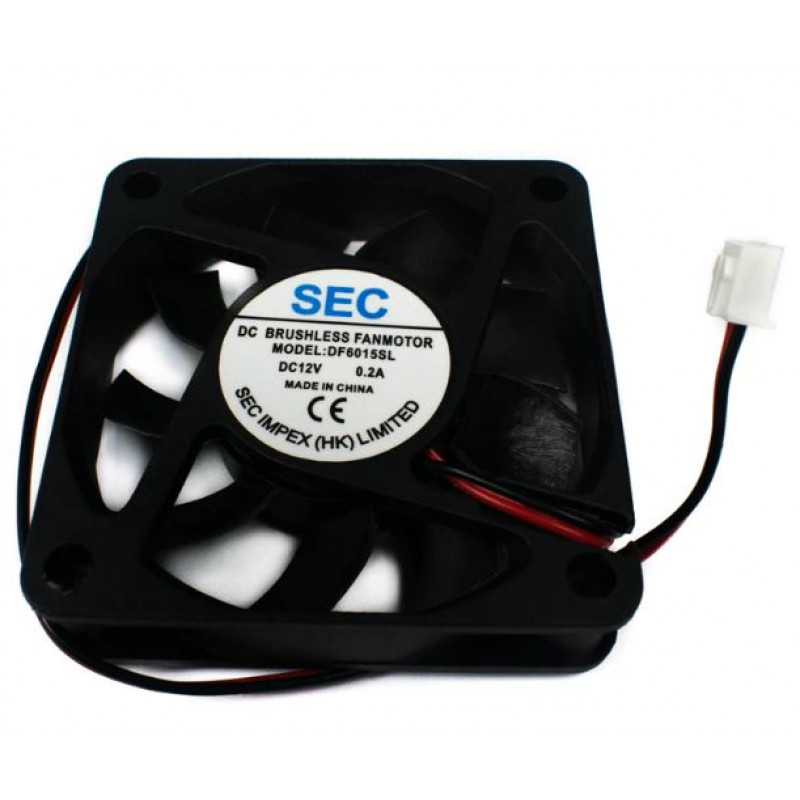 SEC
DC BRUSHLESS FANMOTOR
MODEL:DF6015SL
DC12V 0.2A
MADE IN CHINA
CE
SEC IMPEX (HK) LIMITED